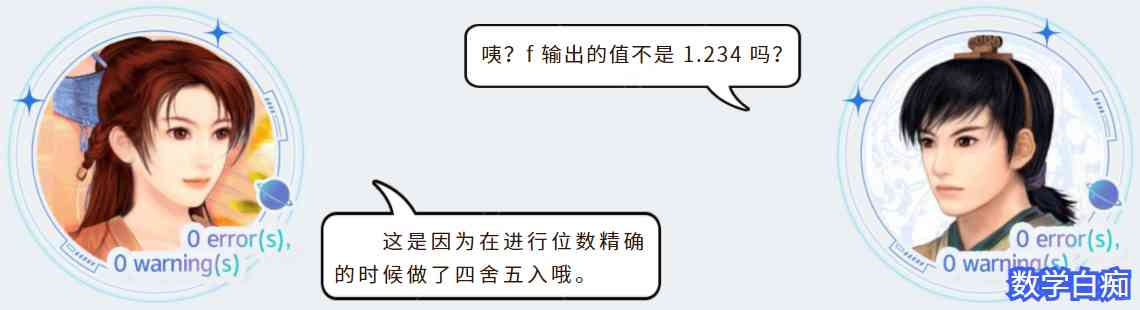 咦？f 输出的值不是 1.234 吗？
这是因为在进行位数精确
的时候做了四舍五入哦。
0 error(s),
0 warning(s)
0 error(s),
0 warning(s)
数学白痴